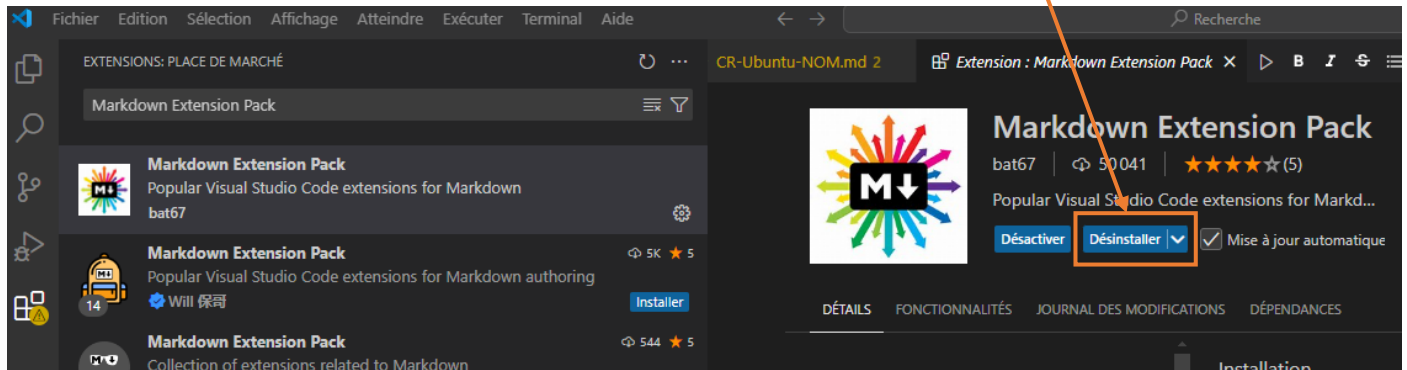 Fichier Edition Sélection Affichage Atteindre Exécuter Terminal Aide
Recherche
EXTENSIONS: PLACE DE MARCHÉ
Markdown Extension Pack
Markdown Extension Pack
Popular Visual Studio Code extensions for Markdown
bat67
Markdown Extension Pack 5K ★ 5
Popular Visual Studio Code extensions for Markdown authoring
14
Will 保哥
Installer
Markdown Extension Pack 544 ★ 5
Collection of extensions related to Markdown
CR-Ubuntu-NOM.md 2
Extension : Markdown Extension Pack
B I S
M↓
Markdown Extension Pack
bat67 50 041 ★★★★☆ (5)
Popular Visual Studio Code extensions for Markd...
Désactiver Désinstaller Mise à jour automatique
DÉTAILS FONCTIONNALITÉS JOURNAL DES MODIFICATIONS DÉPENDANCES
Installation